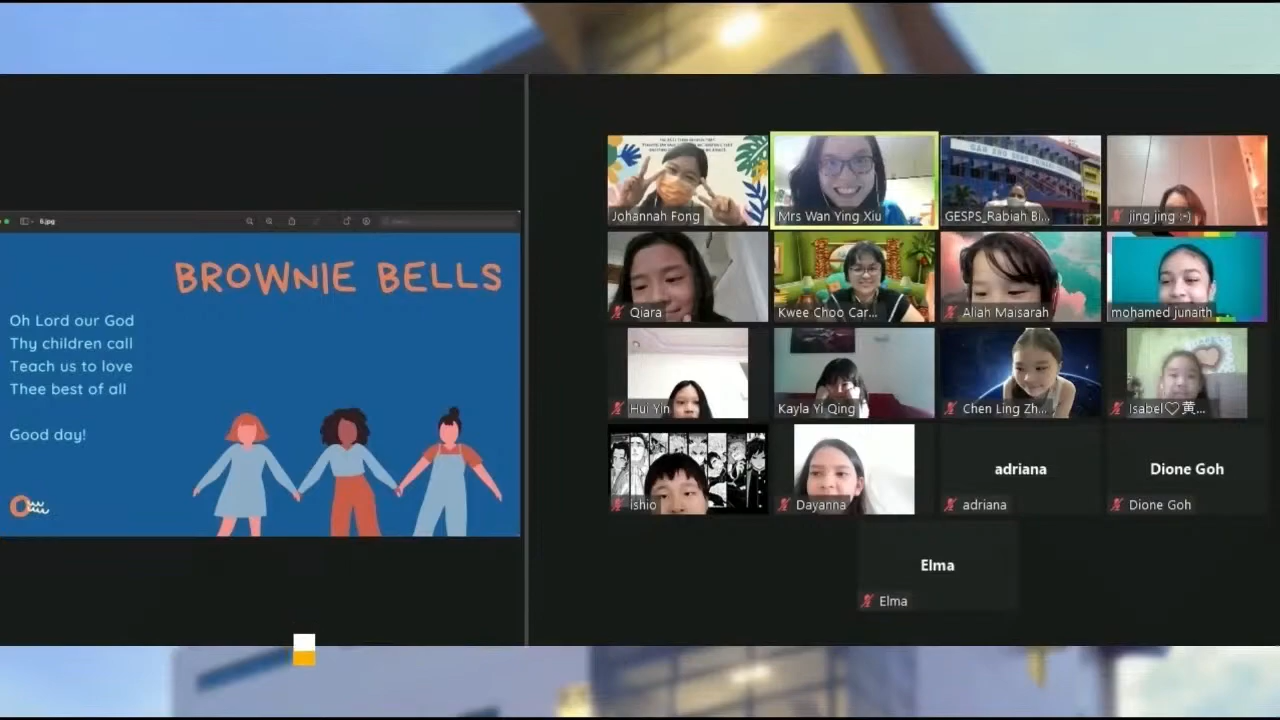 6.jpg
BROWNIE BELLS
Oh Lord our God
Thy children call
Teach us to love
Thee best of all
Good day!
Johannah Fong
Mrs Wan Ying Xiu
GESPS_Rabiah Bi...
jing jing :-)
Qiara
Kwee Choo Car...
Aliah Maisarah
mohamed junaith
Hui Yin
Kayla Yi Qing
Chen Ling Zh...
Isabel♡黄...
ishio
Dayanna
adriana
adriana
Dione Goh
Dione Goh
Elma
Elma